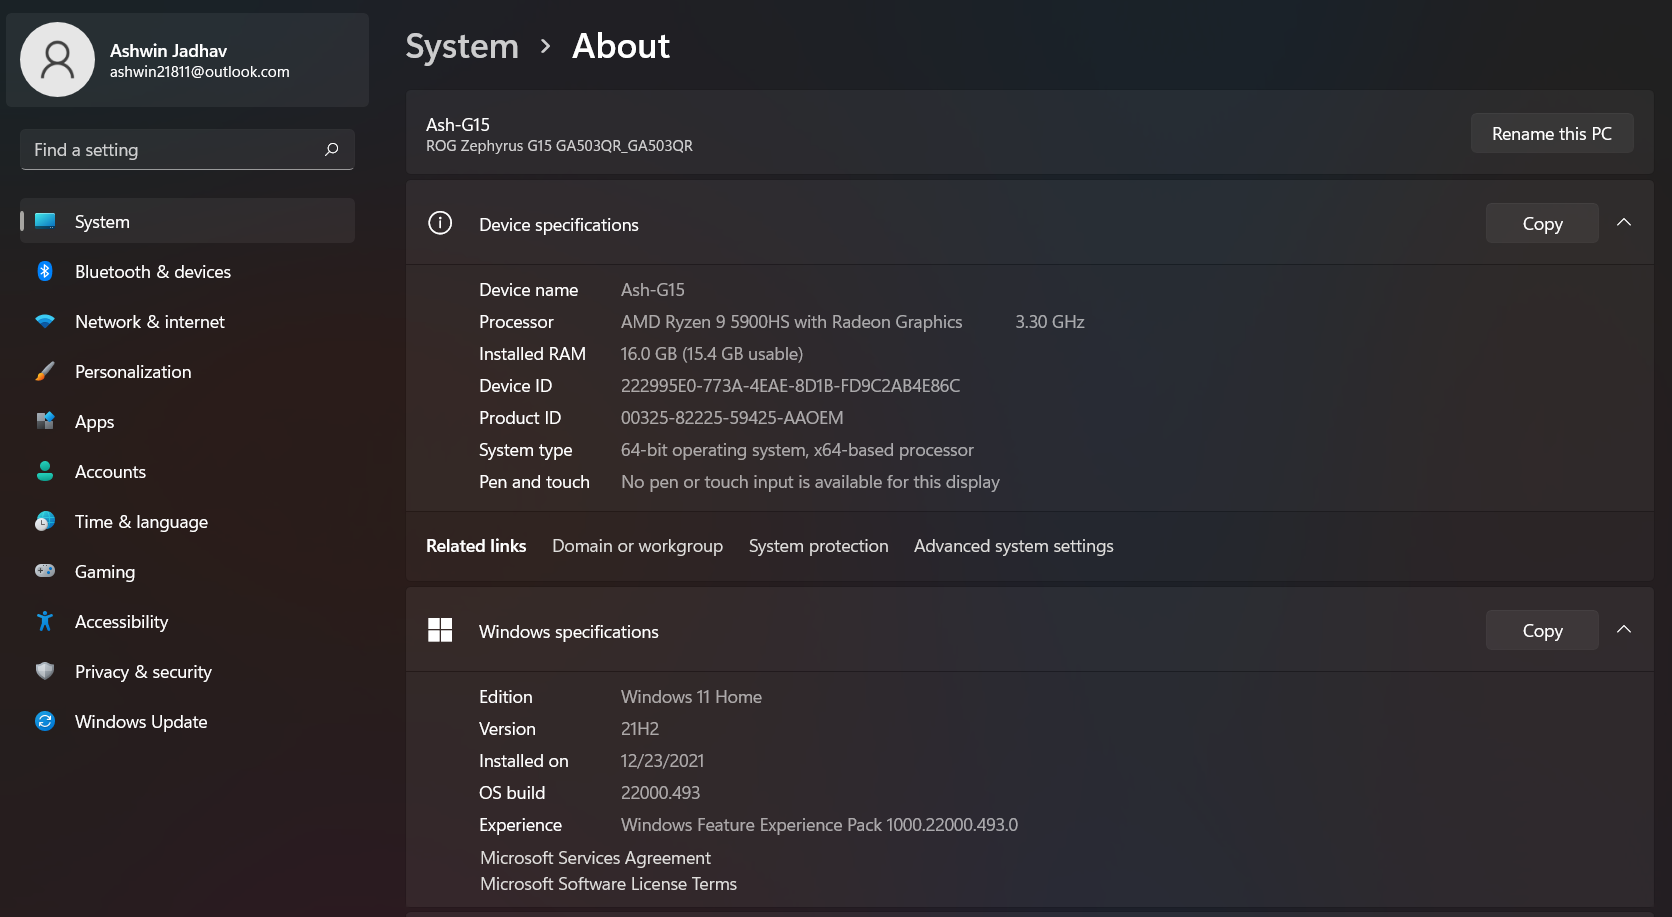 Ashwin Jadhav
ashwin21811@outlook.com
Find a setting
System
Bluetooth & devices
Network & internet
Personalization
Apps
Accounts
Time & language
Gaming
Accessibility
Privacy & security
Windows Update
System > About
Ash-G15
ROG Zephyrus G15 GA503QR_GA503QR
Rename this PC
Device specifications
Copy
Device name Ash-G15
Processor AMD Ryzen 9 5900HS with Radeon Graphics 3.30 GHz
Installed RAM 16.0 GB (15.4 GB usable)
Device ID 222995E0-773A-4EAE-8D1B-FD9C2AB4E86C
Product ID 00325-82225-59425-AAOEM
System type 64-bit operating system, x64-based processor
Pen and touch No pen or touch input is available for this display
Related links Domain or workgroup System protection Advanced system settings
Windows specifications
Copy
Edition Windows 11 Home
Version 21H2
Installed on 12/23/2021
OS build 22000.493
Experience Windows Feature Experience Pack 1000.22000.493.0
Microsoft Services Agreement
Microsoft Software License Terms